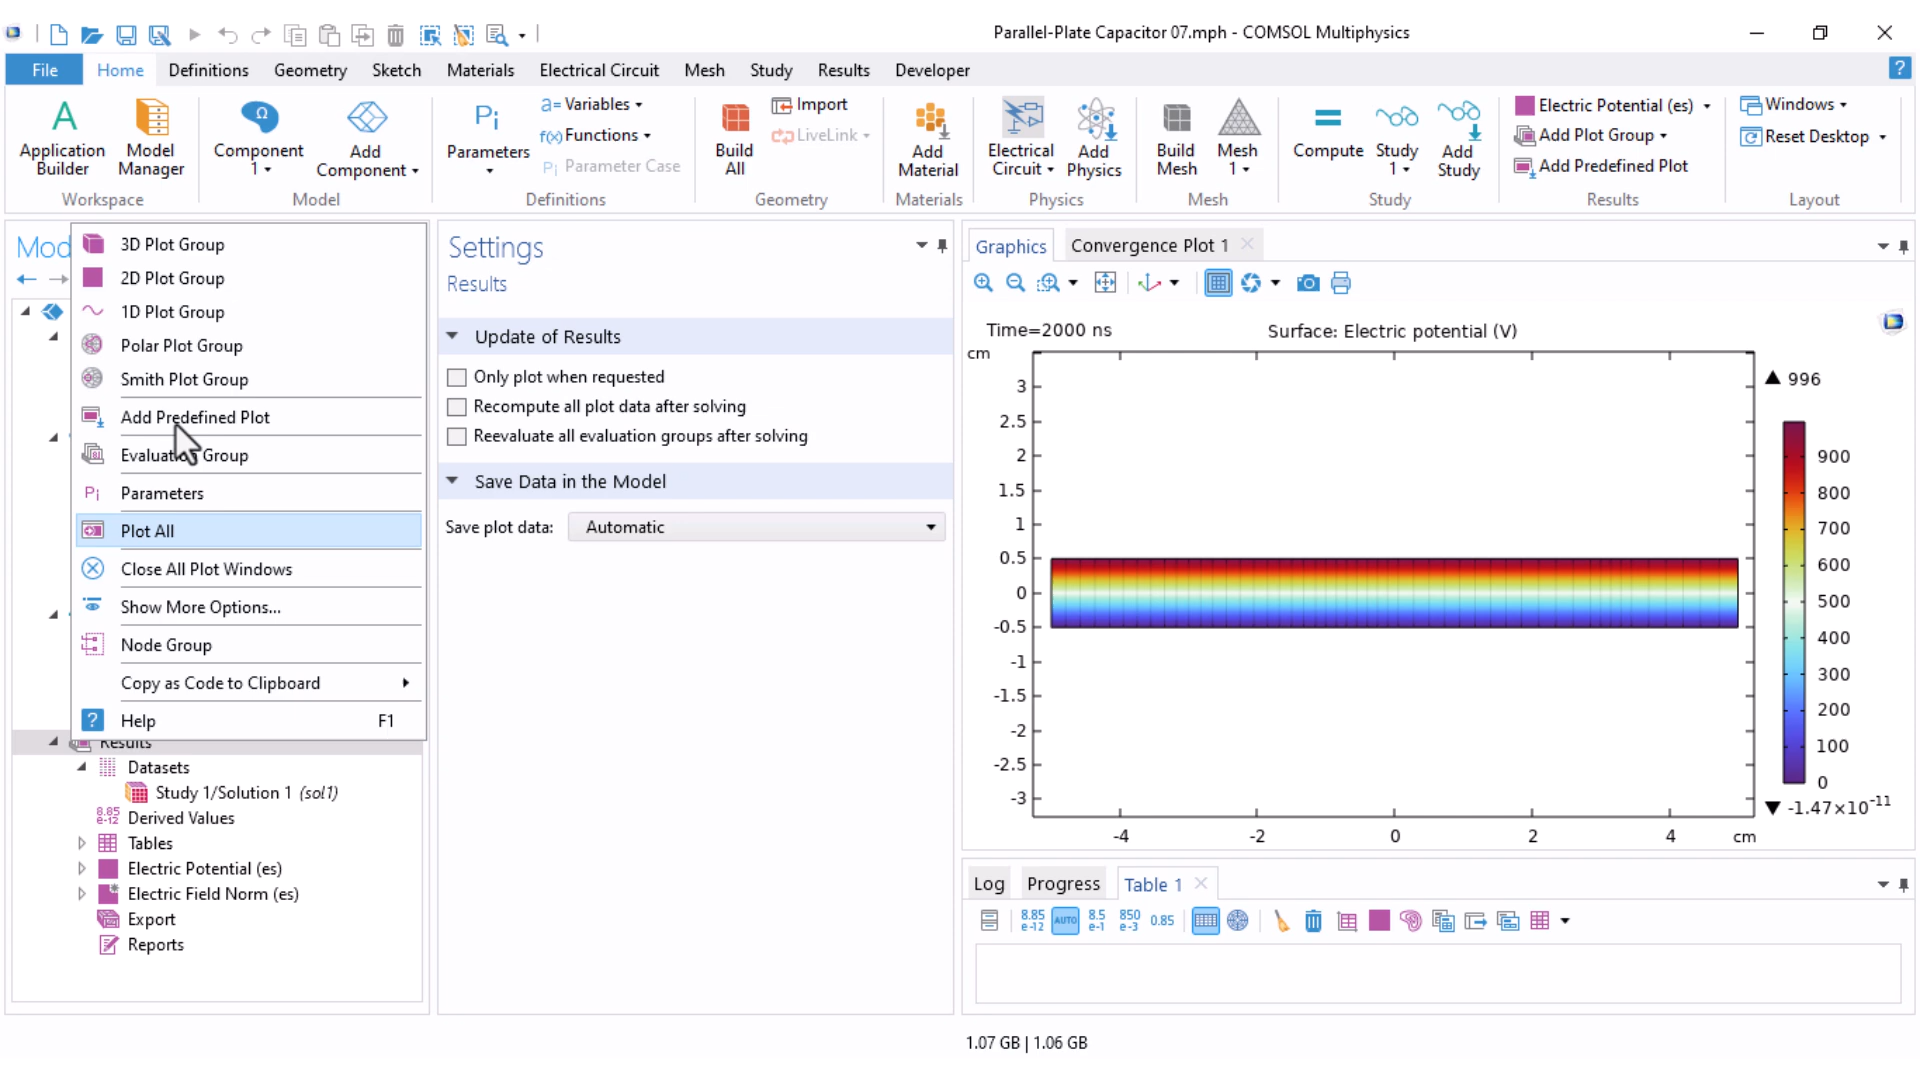 Parallel-Plate Capacitor 07.mph - COMSOL Multiphysics
File Home Definitions Geometry Sketch Materials Electrical Circuit Mesh Study Results Developer ?
Application Builder
Model Manager
Workspace
Component 1
Add Component
Model
Pi
Parameters
a= Variables
f(x) Functions
Pi Parameter Case
Definitions
Build All
Import
LiveLink
Geometry
Add Material
Materials
Electrical Circuit
Add Physics
Physics
Build Mesh
Mesh 1
Mesh
Compute
Study 1
Add Study
Study
Electric Potential (es)
Add Plot Group
Add Predefined Plot
Results
Windows
Reset Desktop
Layout
Mod
3D Plot Group
2D Plot Group
1D Plot Group
Polar Plot Group
Smith Plot Group
Add Predefined Plot
Evaluation Group
Pi Parameters
Plot All
Close All Plot Windows
Show More Options...
Node Group
Copy as Code to Clipboard
? Help F1
Results
Datasets
Study 1/Solution 1 (sol1)
8.85 e-12 Derived Values
Tables
Electric Potential (es)
Electric Field Norm (es)
Export
Reports
Settings
Results
Update of Results
Only plot when requested
Recompute all plot data after solving
Reevaluate all evaluation groups after solving
Save Data in the Model
Save plot data: Automatic
Graphics Convergence Plot 1
Time=2000 ns Surface: Electric potential (V)
cm
3
2.5
2
1.5
1
0.5
0
-0.5
-1
-1.5
-2
-2.5
-3
-4 -2 0 2 4 cm
996
900
800
700
600
500
400
300
200
100
0
-1.47×10⁻¹¹
Log Progress Table 1
8.85 e-12 AUTO 8.5 e-1 850 e-3 0.85
1.07 GB | 1.06 GB